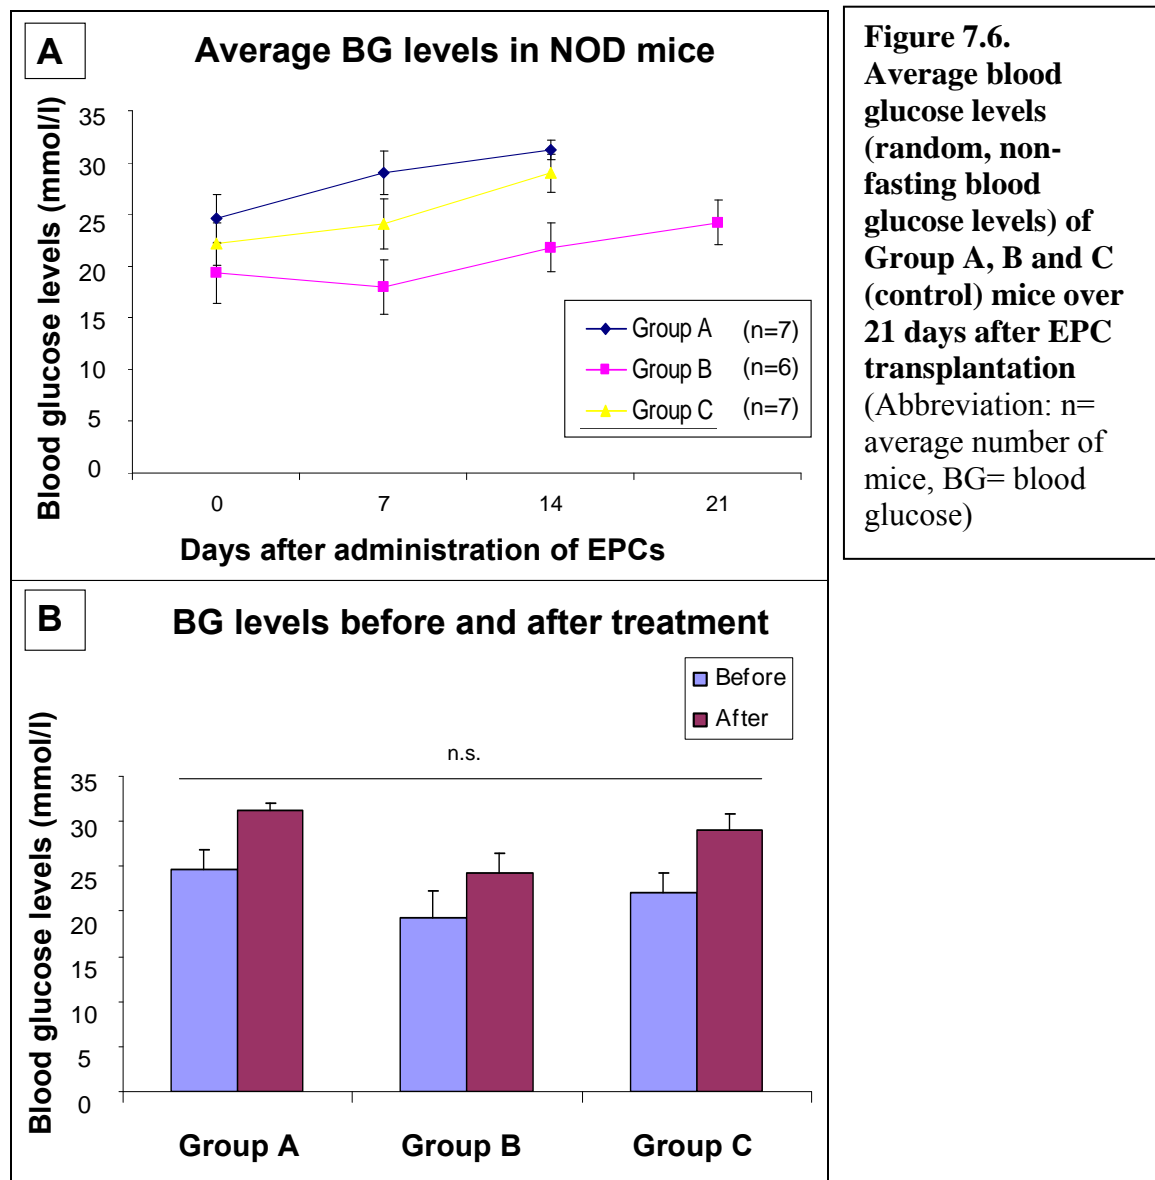 A
Average BG levels in NOD mice
Blood glucose levels (mmol/l)
35
30
25
20
15
10
5
0
Group A (n=7)
Group B (n=6)
Group C (n=7)
0 7 14 21
Days after administration of EPCs
B
BG levels before and after treatment
Before
After
n.s.
Blood glucose levels (mmol/l)
35
30
25
20
15
10
5
0
Group A Group B Group C
Figure 7.6.
Average blood
glucose levels
(random, non-
fasting blood
glucose levels) of
Group A, B and C
(control) mice over
21 days after EPC
transplantation
(Abbreviation: n=
average number of
mice, BG= blood
glucose)